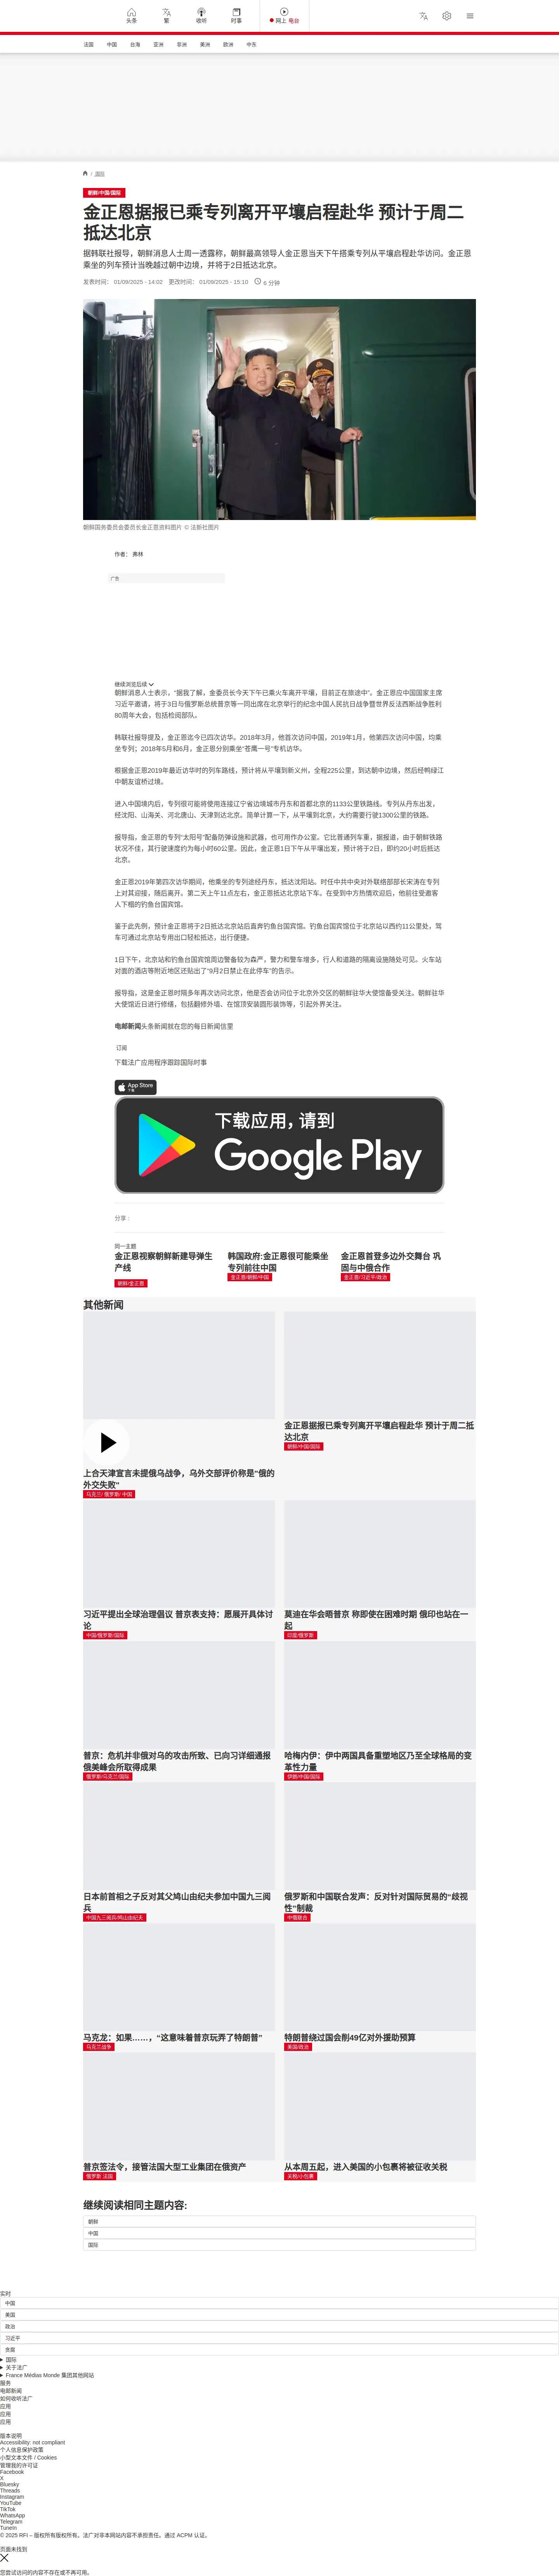 头条
繁
收听
时事
网上 电台
法国
中国
台海
亚洲
非洲
美洲
欧洲
中东
/ 国际
朝鲜/中国/国际
金正恩据报已乘专列离开平壤启程赴华 预计于周二
抵达北京
据韩联社报导，朝鲜消息人士周一透露称，朝鲜最高领导人金正恩当天下午搭乘专列从平壤启程赴华访问。金正恩
乘坐的列车预计当晚越过朝中边境，并将于2日抵达北京。
发表时间： 01/09/2025 - 14:02 更改时间： 01/09/2025 - 15:10 6 分钟
朝鲜国务委员会委员长金正恩资料图片 © 法新社图片
作者： 弗林
广告
继续浏览后续
朝鲜消息人士表示，“据我了解，金委员长今天下午已乘火车离开平壤，目前正在旅途中”。金正恩应中国国家主席
习近平邀请，将于3日与俄罗斯总统普京等一同出席在北京举行的纪念中国人民抗日战争暨世界反法西斯战争胜利
80周年大会，包括检阅部队。
韩联社报导提及，金正恩迄今已四次访华。2018年3月，他首次访问中国，2019年1月，他第四次访问中国，均乘
坐专列；2018年5月和6月，金正恩分别乘坐“苍鹰一号”专机访华。
根据金正恩2019年最近访华时的列车路线，预计将从平壤到新义州，全程225公里，到达朝中边境，然后经鸭绿江
中朝友谊桥过境。
进入中国境内后，专列很可能将使用连接辽宁省边境城市丹东和首都北京的1133公里铁路线。专列从丹东出发，
经沈阳、山海关、河北唐山、天津到达北京。简单计算一下，从平壤到北京，大约需要行驶1300公里的铁路。
报导指，金正恩的专列“太阳号”配备防弹设施和武器，也可用作办公室。它比普通列车重，据报道，由于朝鲜铁路
状况不佳，其行驶速度约为每小时60公里。因此，金正恩1日下午从平壤出发，预计将于2日，即约20小时后抵达
北京。
金正恩2019年第四次访华期间，他乘坐的专列途经丹东，抵达沈阳站。时任中共中央对外联络部部长宋涛在专列
上对其迎接，随后离开。第二天上午11点左右，金正恩抵达北京站下车。在受到中方热情欢迎后，他前往受邀客
人下榻的钓鱼台国宾馆。
鉴于此先例，预计金正恩将于2日抵达北京站后直奔钓鱼台国宾馆。钓鱼台国宾馆位于北京站以西约11公里处，驾
车可通过北京站专用出口轻松抵达，出行便捷。
1日下午，北京站和钓鱼台国宾馆周边警备较为森严，警力和警车增多，行人和道路的隔离设施随处可见。火车站
对面的酒店等附近地区还贴出了“9月2日禁止在此停车”的告示。
报导指，这是金正恩时隔多年再次访问北京，他是否会访问位于北京外交区的朝鲜驻华大使馆备受关注。朝鲜驻华
大使馆近日进行修缮，包括翻修外墙、在馆顶安装圆形装饰等，引起外界关注。
电邮新闻头条新闻就在您的每日新闻信里
订阅
下载法广应用程序跟踪国际时事
App Store
下载
下载应用，请到
Google Play
分享 :
同一主题
金正恩视察朝鲜新建导弹生
产线
朝鲜/金正恩
韩国政府:金正恩很可能乘坐
专列前往中国
金正恩/朝鲜/中国
金正恩首登多边外交舞台 巩
固与中俄合作
金正恩/习近平/政治
其他新闻
上合天津宣言未提俄乌战争，乌外交部评价称是“俄的
外交失败”
乌克兰/ 俄罗斯/ 中国
金正恩据报已乘专列离开平壤启程赴华 预计于周二抵
达北京
朝鲜/中国/国际
习近平提出全球治理倡议 普京表支持：愿展开具体讨
论
中国/俄罗斯/国际
莫迪在华会晤普京 称即使在困难时期 俄印也站在一
起
印度/俄罗斯
普京：危机并非俄对乌的攻击所致、已向习详细通报
俄美峰会所取得成果
俄罗斯/乌克兰/国际
哈梅内伊：伊中两国具备重塑地区乃至全球格局的变
革性力量
伊朗/中国/国际
日本前首相之子反对其父鸠山由纪夫参加中国九三阅
兵
中国九三阅兵/鸠山由纪夫
俄罗斯和中国联合发声：反对针对国际贸易的“歧视
性”制裁
中俄联合
马克龙：如果……，“这意味着普京玩弄了特朗普”
乌克兰战争
特朗普绕过国会削49亿对外援助预算
美国/政治
普京签法令，接管法国大型工业集团在俄资产
俄罗斯 法国
从本周五起，进入美国的小包裹将被征收关税
关税/小包裹
继续阅读相同主题内容:
朝鲜
中国
国际
实时
中国
美国
政治
习近平
贪腐
国际
关于法广
France Médias Monde 集团其他网站
服务
电邮新闻
如何收听法广
应用
应用
应用
版本说明
Accessibility: not compliant
个人信息保护政策
小型文本文件 / Cookies
管理我的许可证
Facebook
X
Bluesky
Threads
Instagram
YouTube
TikTok
WhatsApp
Telegram
TuneIn
© 2025 RFI – 版权所有版权所有。法广对非本网站内容不承担责任。通过 ACPM 认证。
页面未找到
您尝试访问的内容不存在或不再可用。